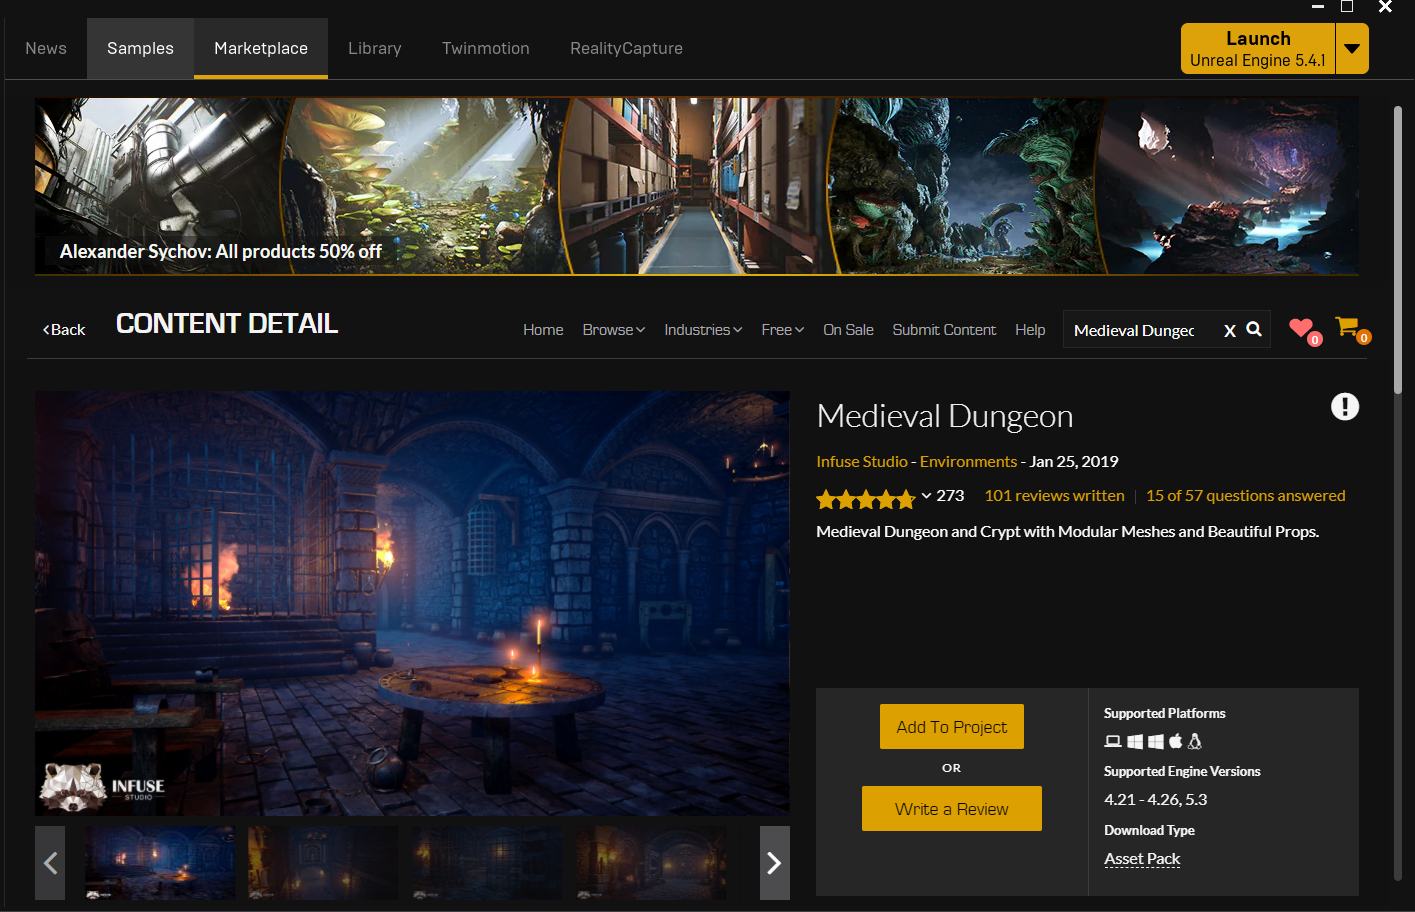 News Samples Marketplace Library Twinmotion RealityCapture
Launch
Unreal Engine 5.4.1
Alexander Sychov: All products 50% off
Back CONTENT DETAIL
Home Browse Industries Free On Sale Submit Content Help Medieval Dungec X 0 0
Medieval Dungeon
Infuse Studio - Environments - Jan 25, 2019
273 101 reviews written 15 of 57 questions answered
Medieval Dungeon and Crypt with Modular Meshes and Beautiful Props.
INFUSE
STUDIO
Add To Project
OR
Write a Review
Supported Platforms
Supported Engine Versions
4.21 - 4.26, 5.3
Download Type
Asset Pack